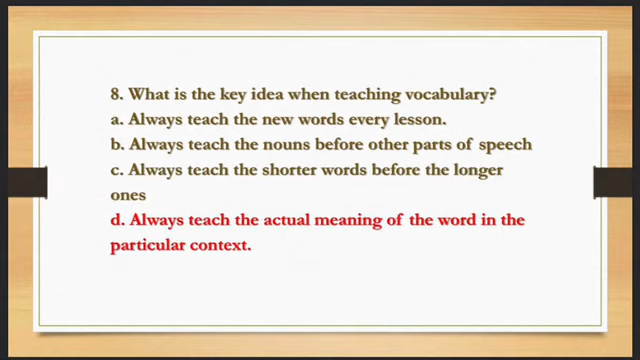 8. What is the key idea when teaching vocabulary?
a. Always teach the new words every lesson.
b. Always teach the nouns before other parts of speech
c. Always teach the shorter words before the longer
ones
d. Always teach the actual meaning of the word in the
particular context.